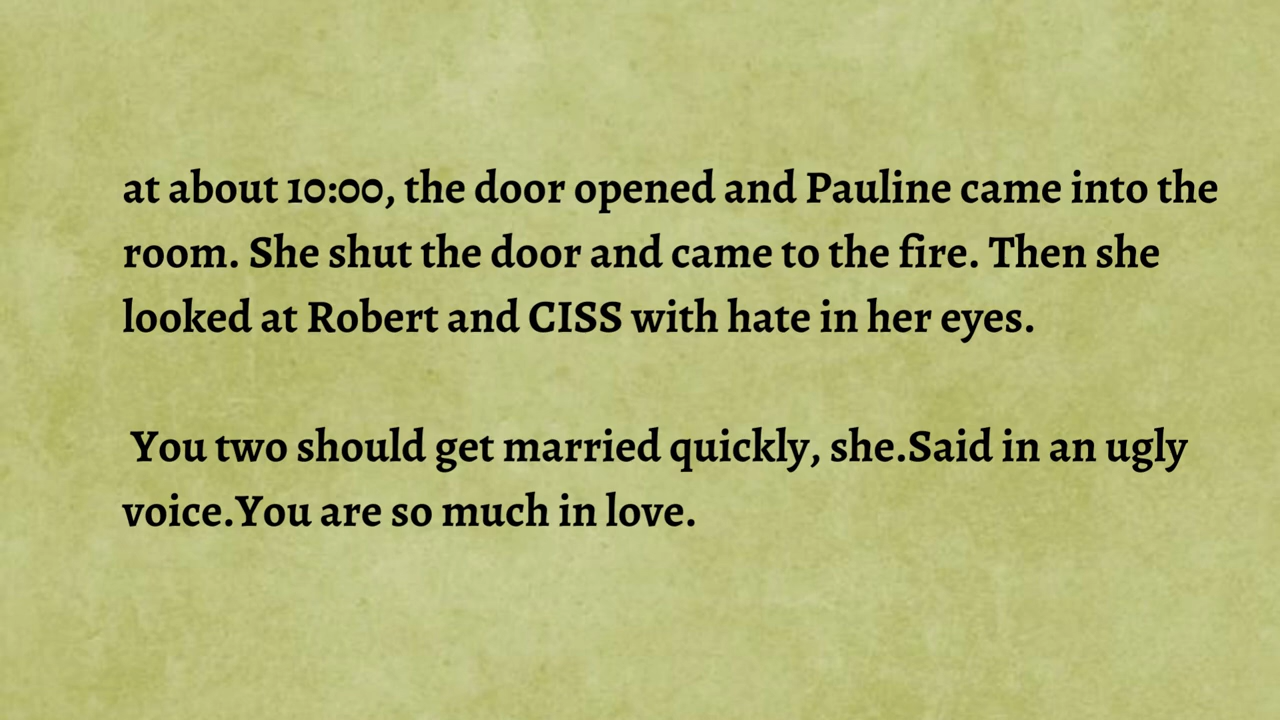 at about 10:00, the door opened and Pauline came into the
room. She shut the door and came to the fire. Then she
looked at Robert and CISS with hate in her eyes.
You two should get married quickly, she.Said in an ugly
voice.You are so much in love.